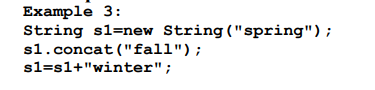 Example 3:
String s1=new String("spring");
s1.concat("fall");
s1=s1+"winter";